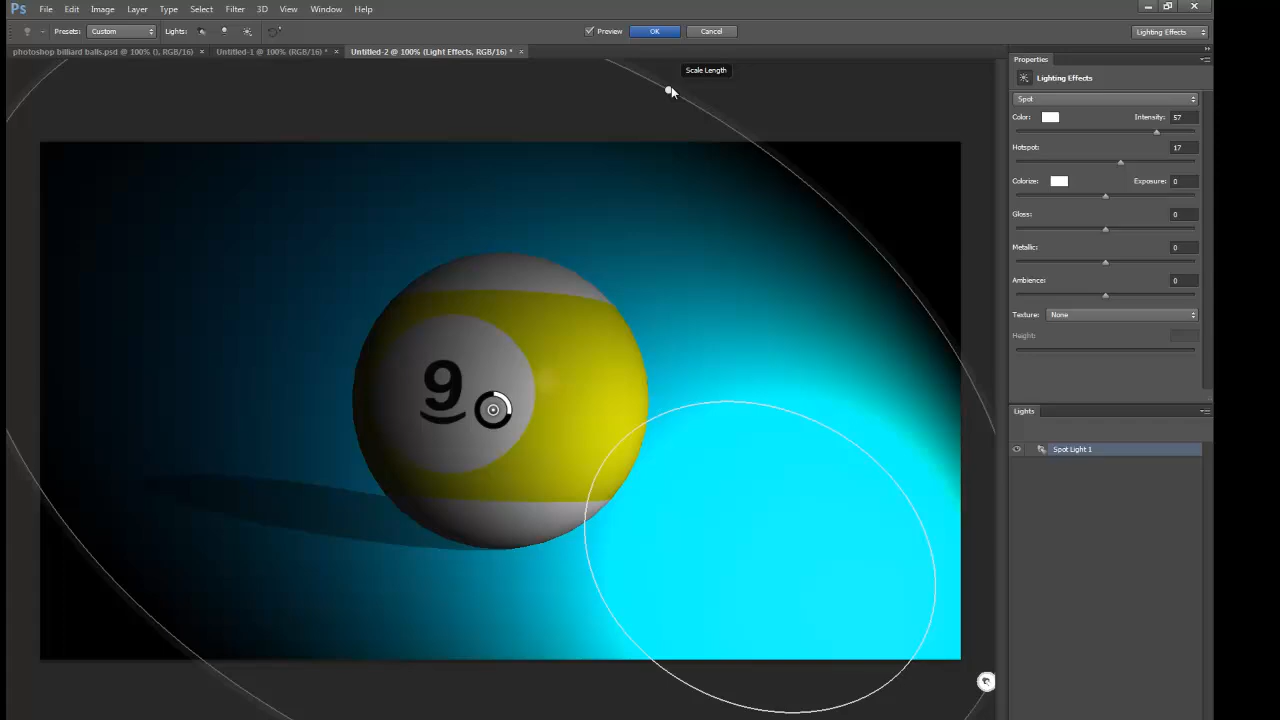 Ps File Edit Image Layer Type Select Filter 3D View Window Help
Presets: Custom Lights: Preview OK Cancel Lighting Effects
photoshop billiard balls.psd @ 100% (), RGB/16) × Untitled-1 @ 100% (RGB/16) * × Untitled-2 @ 100% (Light Effects, RGB/16) * ×
Scale Length
9
Properties
Lighting Effects
Spot
Color: Intensity: 57
Hotspot: 17
Colorize: Exposure: 0
Gloss: 0
Metallic: 0
Ambience: 0
Texture: None
Height:
Lights
Spot Light 1